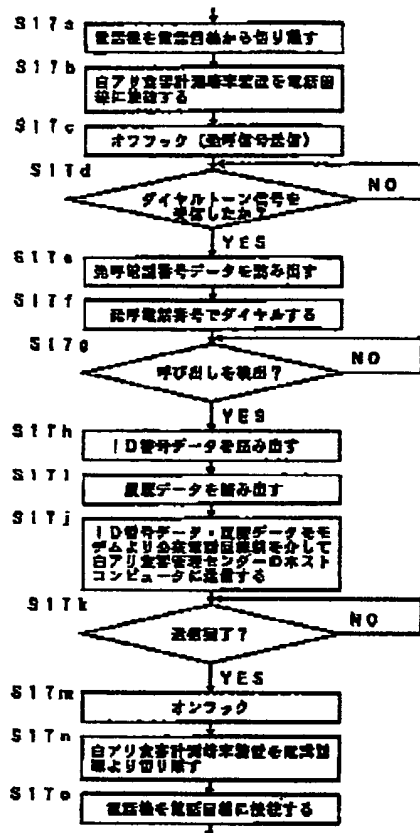 S17a
電話機を電話回線から切り離す
S17b
白アリ食害計測 装置を電話回
線に接続する
S17c
オフフック(発呼信号送信)
S17d
ダイヤルトーン信号を
受信したか?
NO
YES
S17e
発呼電話番号データを読み出す
S17f
発呼電話番号でダイヤルする
S17g
呼び出しを検出?
NO
YES
S17h
ID番号データを読み出す
S17i
データを読み出す
S17j
ID番号データ・ データをモ
デムより公衆電話回線網を介して
白アリ食害管理センターのホスト
コンピュータに送信する
S17k
送信完了?
NO
YES
S17m
オンフック
S17n
白アリ食害計測 装置を電話回
線より切り離す
S17o
電話機を電話回線に接続する